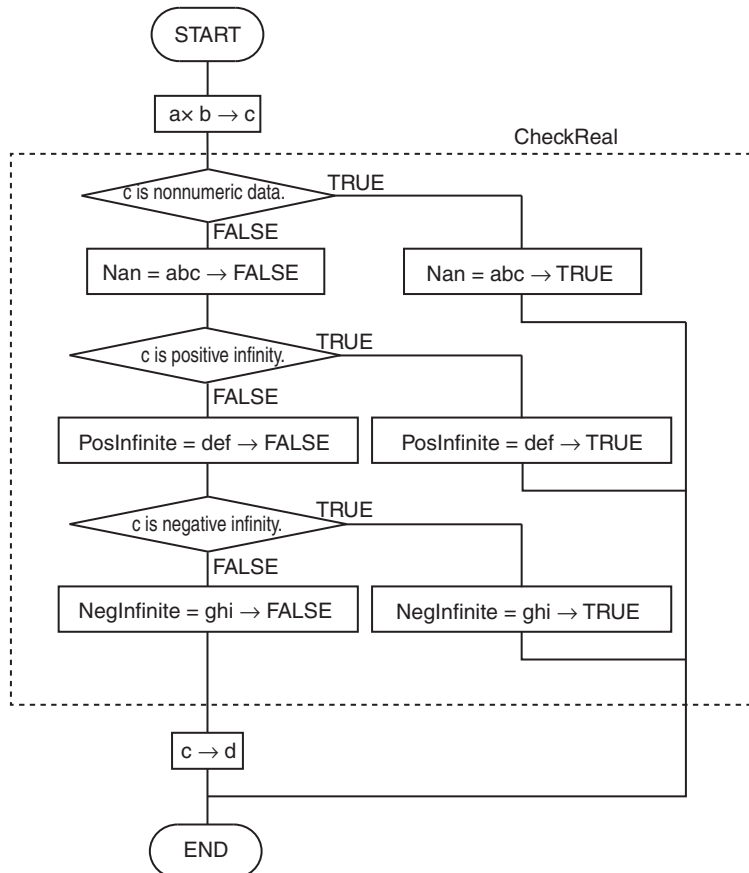 START
a× b → c
CheckReal
c is nonnumeric data.
TRUE
FALSE
Nan = abc → FALSE
Nan = abc → TRUE
c is positive infinity.
TRUE
FALSE
PosInfinite = def → FALSE
PosInfinite = def → TRUE
c is negative infinity.
TRUE
FALSE
NegInfinite = ghi → FALSE
NegInfinite = ghi → TRUE
c → d
END